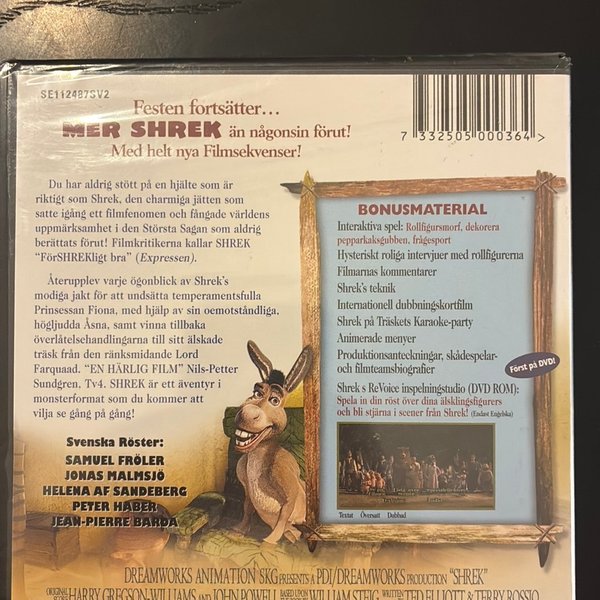 SE112487SV2
Festen fortsätter...
MER SHREK än någonsin förut!
Med helt nya Filmsekvenser!
7 332505 000364 >
Du har aldrig stött på en hjälte som är
riktigt som Shrek, den charmiga jätten som
satte igång ett filmfenomen och fångade världens
uppmärksamhet i den Största Sagan som aldrig
berättats förut! Filmkritikerna kallar SHREK
"FörSHREKligt bra" (Expressen).
Återupplev varje ögonblick av Shrek's
modiga jakt för att undsätta temperamentsfulla
Prinsessan Fiona, med hjälp av sin oemotståndliga,
högljudda Åsna, samt vinna tillbaka
överlåtelsehandlingarna till sitt älskade
träsk från den ränksmidande Lord
Farquaad. "EN HÄRLIG FILM" Nils-Petter
Sundgren, Tv4. SHREK är ett äventyr i
monsterformat som du kommer att
vilja se gång på gång!
Svenska Röster:
SAMUEL FRÖLER
JONAS MALMSJÖ
HELENA AF SANDEBERG
PETER HABER
JEAN-PIERRE BARDA
BONUSMATERIAL
Interaktiva spel: Rollfigursmorf, dekorera
pepparkaksgubben, frågesport
Hysteriskt roliga intervjuer med rollfigurerna
Filmarnas kommentarer
Shrek's teknik
Internationell dubbningskortfilm
Shrek på Träskets Karaoke-party
Animerade menyer
Produktionsanteckningar, skådespelar-
och filmteamsbiografier
Först på DVD!
Shrek s ReVoice inspelningstudio (DVD ROM):
Spela in din röst över dina älsklingsfigurers
och bli stjärna i scener från Shrek! (Endast Engelska)
Textat Översatt Dubbad
DREAMWORKS ANIMATION SKG PRESENTS A PDI/DREAMWORKS PRODUCTION "SHREK"
ORIGINAL SCORE HARRY GREGSON-WILLIAMS AND JOHN POWELL BASED UPON WILLIAM STEIG WRITTEN TED ELLIOTT & TERRY ROSSIO